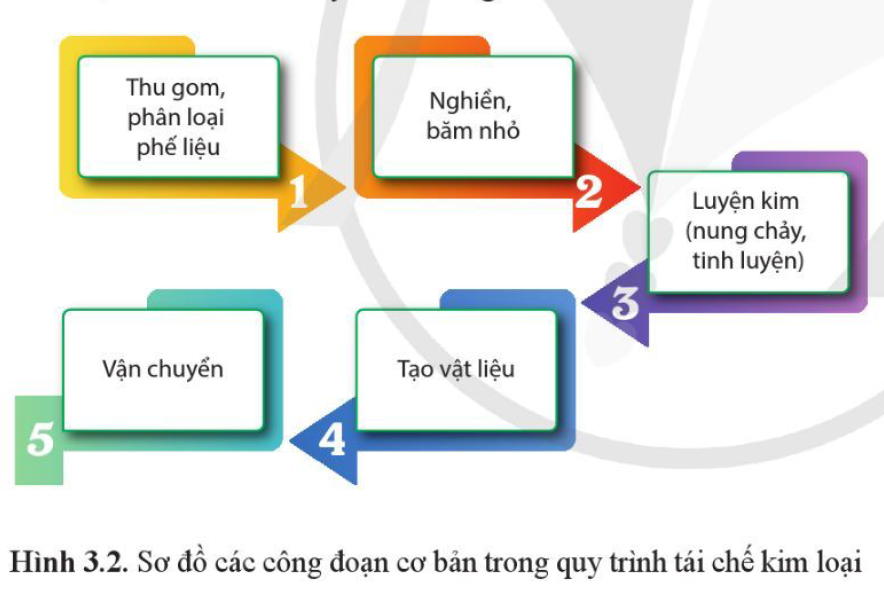 Thu gom,
phân loại
phế liệu
1
Nghiền,
băm nhỏ
2
Luyện kim
(nung chảy,
tinh luyện)
3
Tạo vật liệu
4
Vận chuyển
5
Hình 3.2. Sơ đồ các công đoạn cơ bản trong quy trình tái chế kim loại